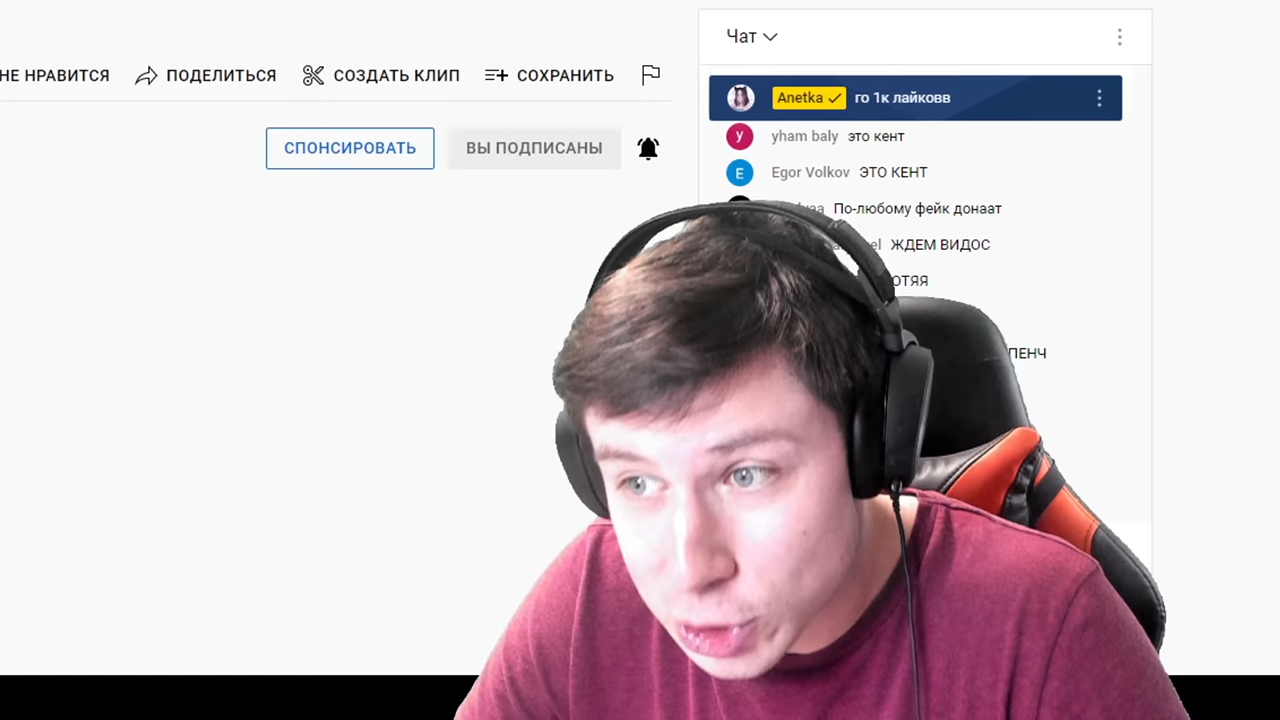 НЕ НРАВИТСЯ ПОДЕЛИТЬСЯ СОЗДАТЬ КЛИП СОХРАНИТЬ
СПОНСИРОВАТЬ ВЫ ПОДПИСАНЫ
Чат
Anetka го 1к лайковв
yham baly это кент
Egor Volkov ЭТО КЕНТ
По-любому фейк донаат
ЖДЕМ ВИДОС